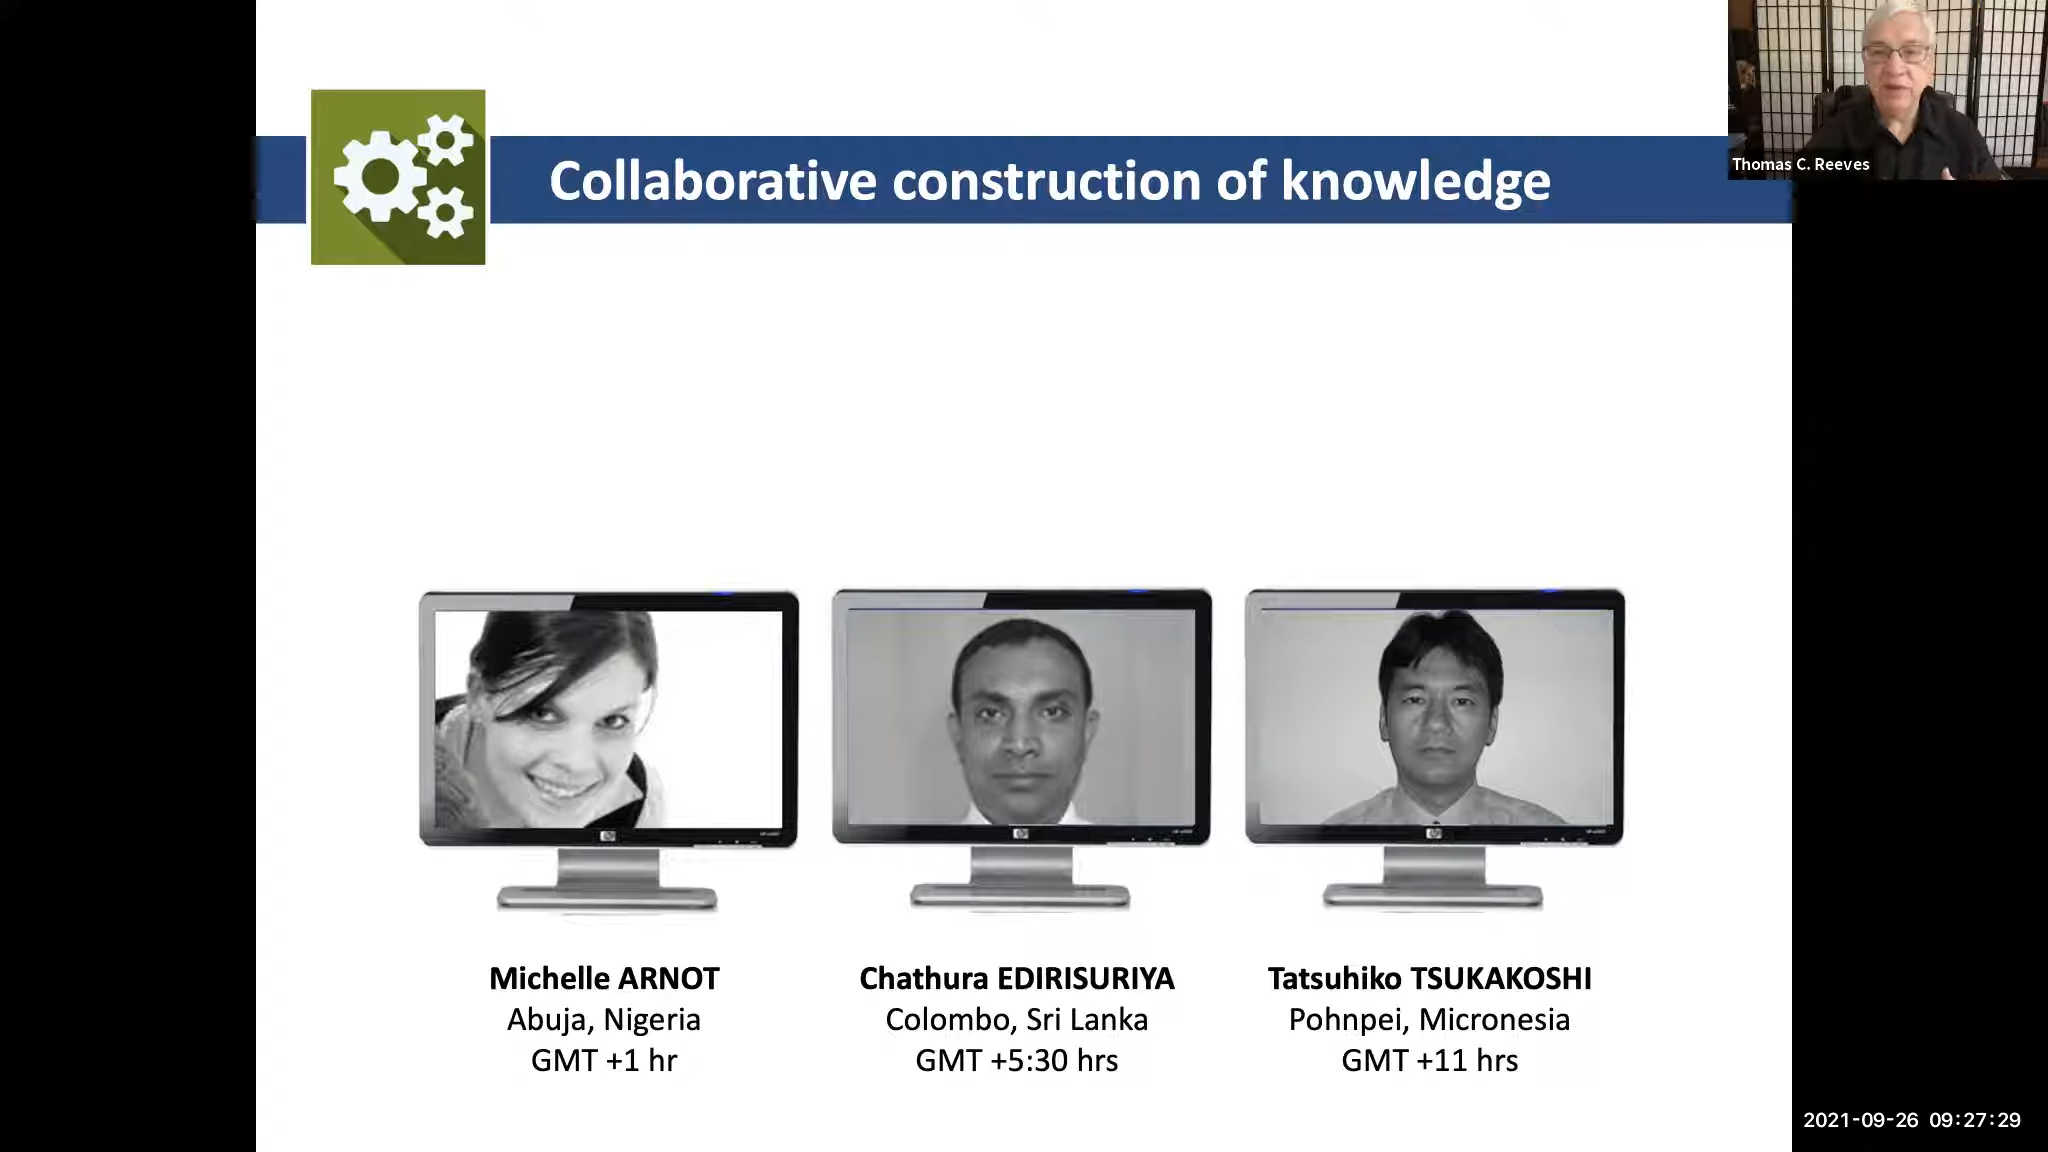 Collaborative construction of knowledge
Thomas C. Reeves
Michelle ARNOT
Abuja, Nigeria
GMT +1 hr
Chathura EDIRISURIYA
Colombo, Sri Lanka
GMT +5:30 hrs
Tatsuhiko TSUKAKOSHI
Pohnpei, Micronesia
GMT +11 hrs
2021-09-26 09:27:29